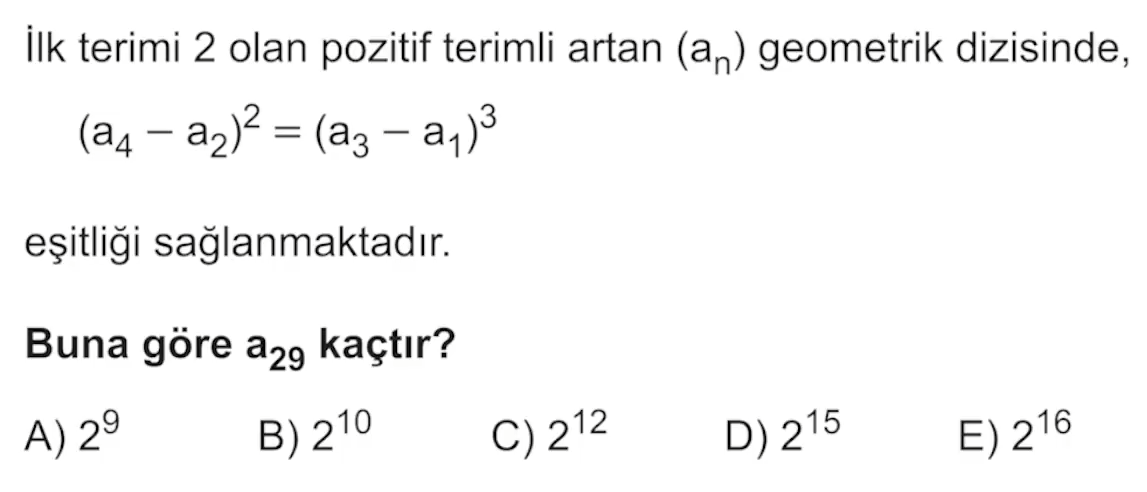 İlk terimi 2 olan pozitif terimli artan (aₙ) geometrik dizisinde,
(a₄ – a₂)² = (a₃ – a₁)³
eşitliği sağlanmaktadır.
Buna göre a₂₉ kaçtır?
A) 2⁹ B) 2¹⁰ C) 2¹² D) 2¹⁵ E) 2¹⁶